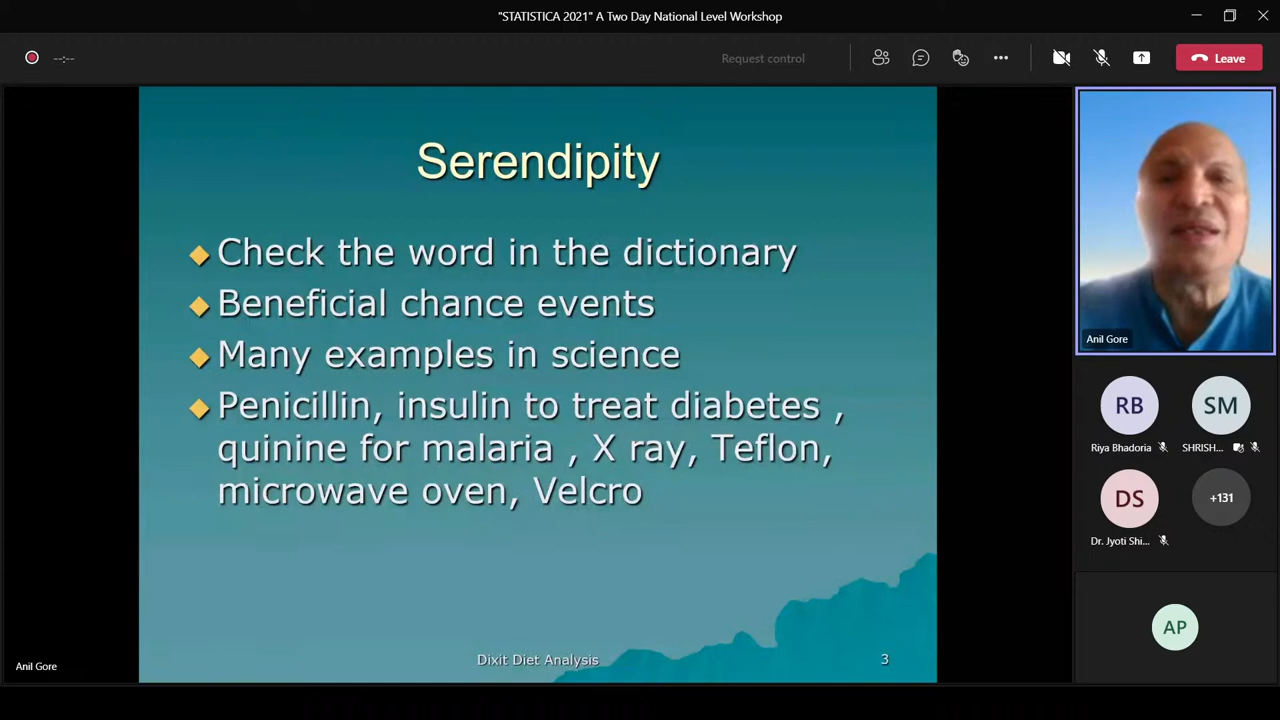 "STATISTICA 2021" A Two Day National Level Workshop
--:--
Request control
Leave
Serendipity
Check the word in the dictionary
Beneficial chance events
Many examples in science
Penicillin, insulin to treat diabetes ,
quinine for malaria , X ray, Teflon,
microwave oven, Velcro
Dixit Diet Analysis
3
Anil Gore
Anil Gore
RB
SM
Riya Bhadoria
SHRISH...
DS
+131
Dr. Jyoti Shi...
AP